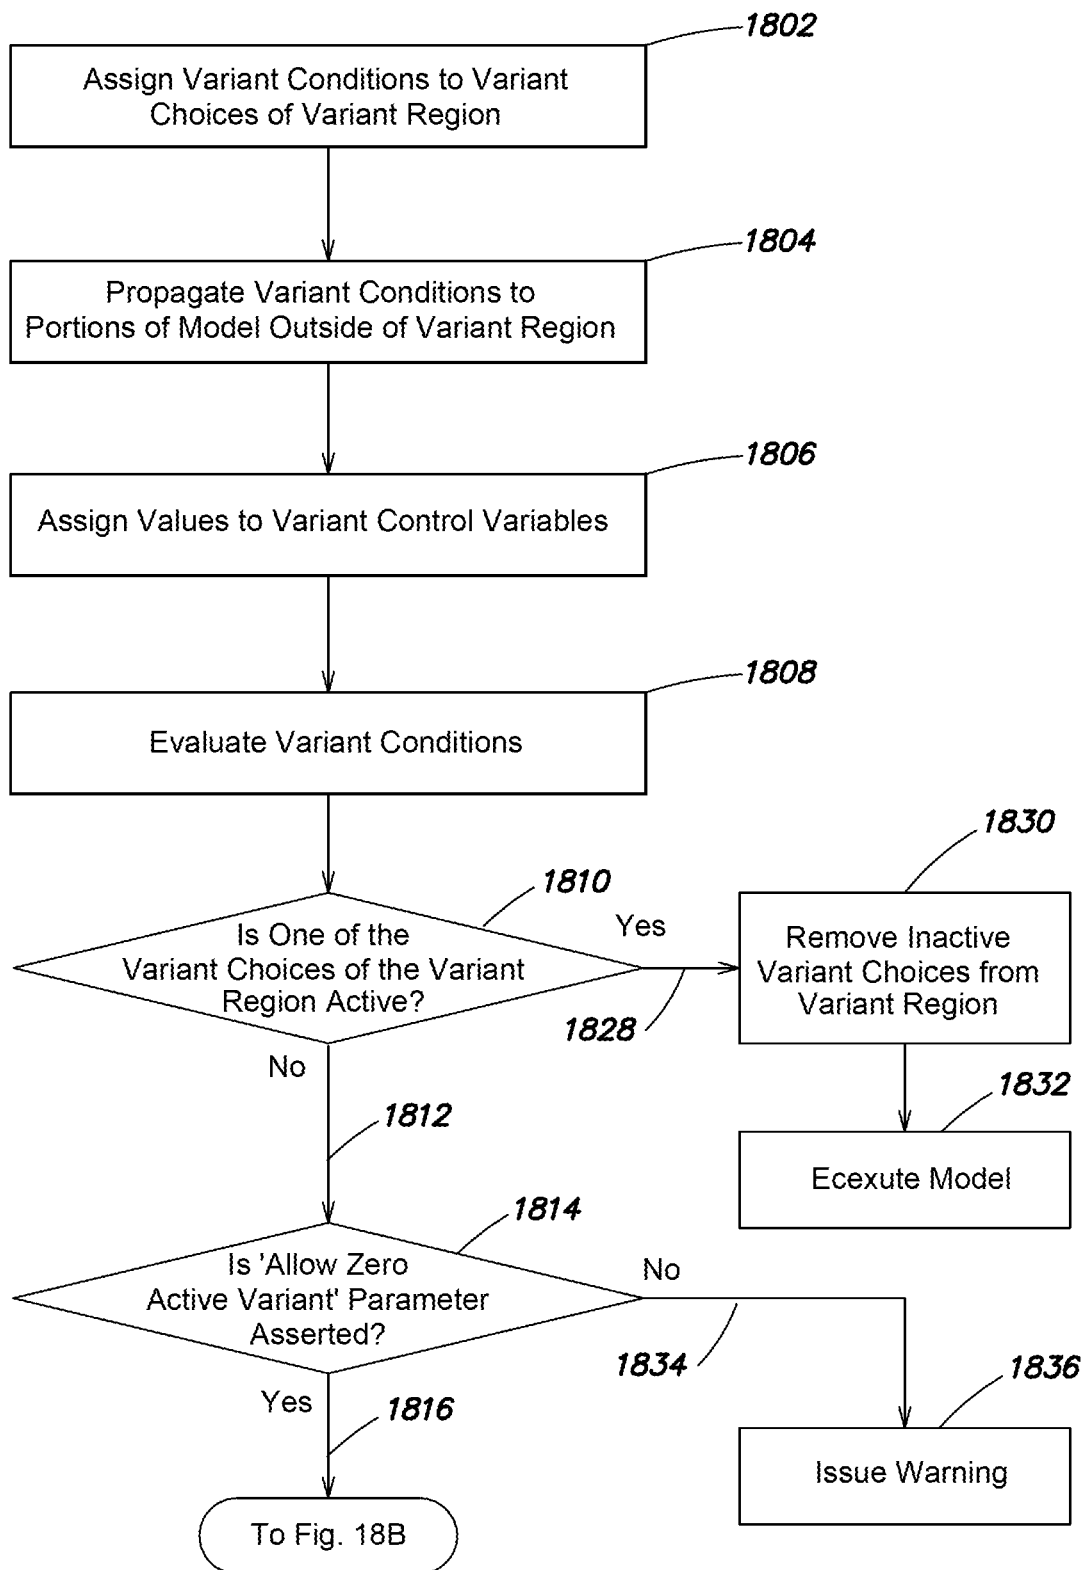 1802
Assign Variant Conditions to Variant
Choices of Variant Region
1804
Propagate Variant Conditions to
Portions of Model Outside of Variant Region
1806
Assign Values to Variant Control Variables
1808
Evaluate Variant Conditions
1810
Is One of the
Variant Choices of the Variant
Region Active?
Yes
1828
1830
Remove Inactive
Variant Choices from
Variant Region
No
1812
1832
Ecexute Model
1814
Is 'Allow Zero
Active Variant' Parameter
Asserted?
No
1834
1836
Issue Warning
Yes
1816
To Fig. 18B